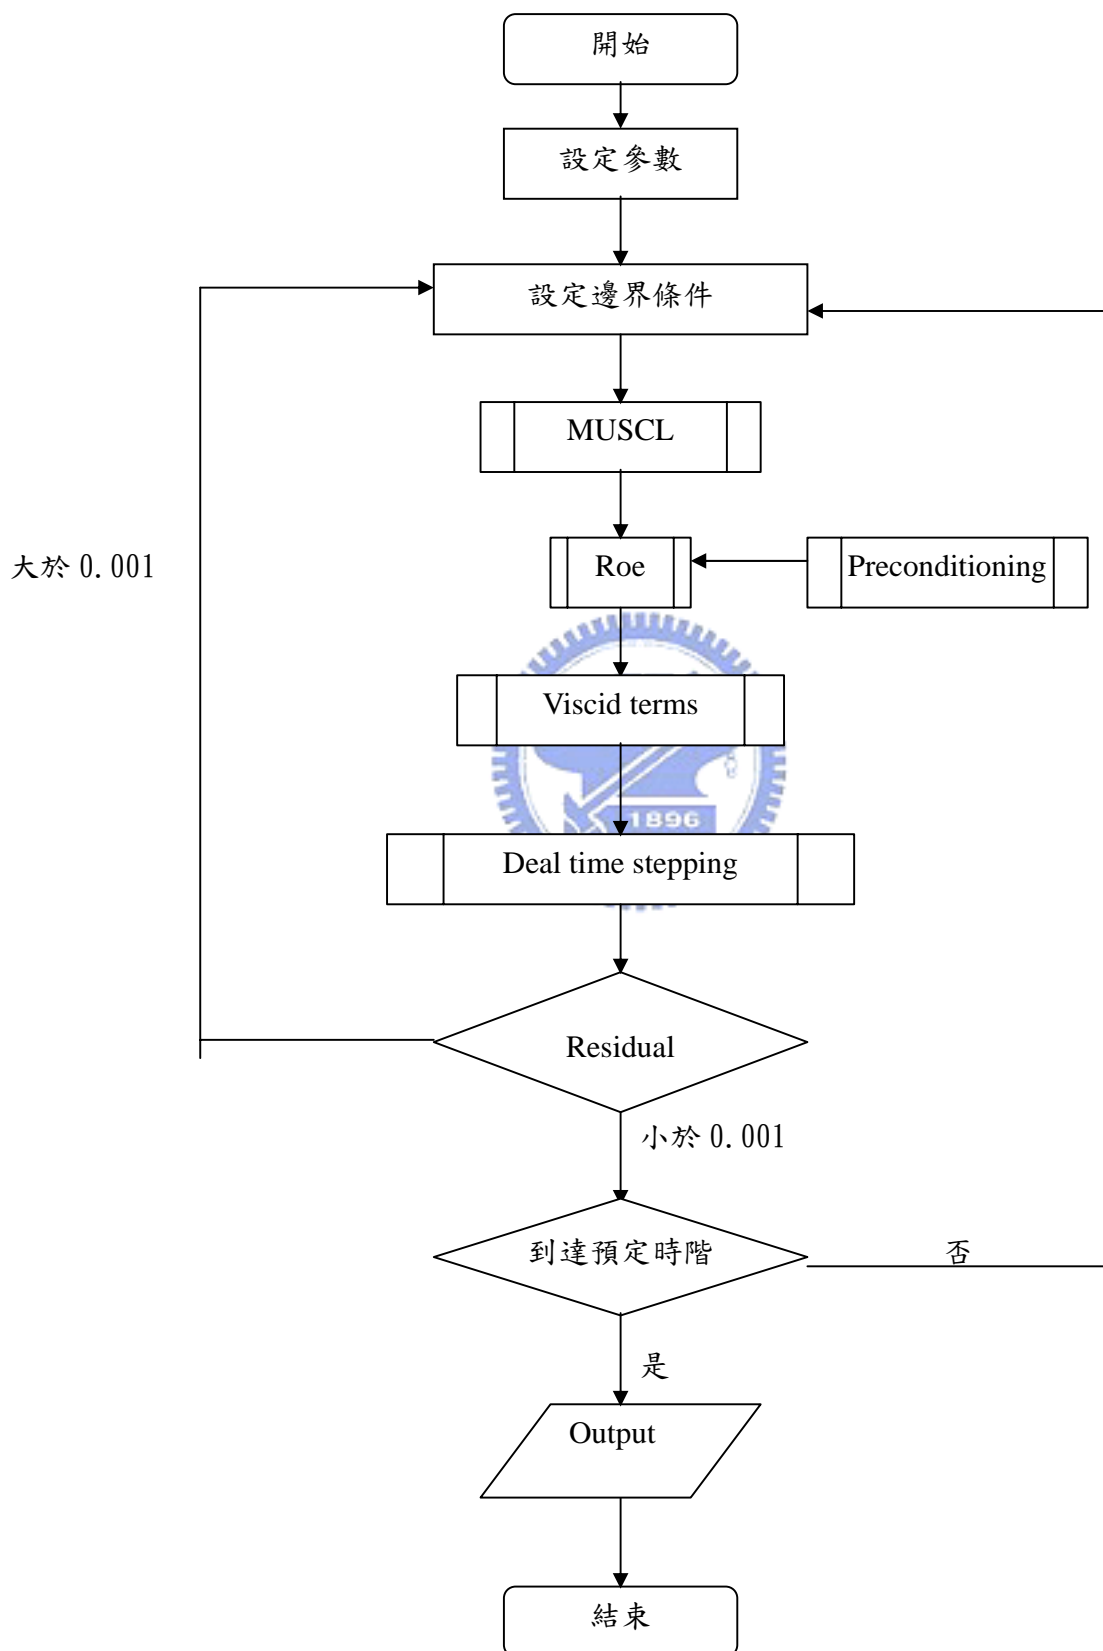 開始
設定參數
設定邊界條件
MUSCL
大於 0.001
Roe
Preconditioning
Viscid terms
1896
Deal time stepping
Residual
小於 0.001
到達預定時階
否
是
Output
結束